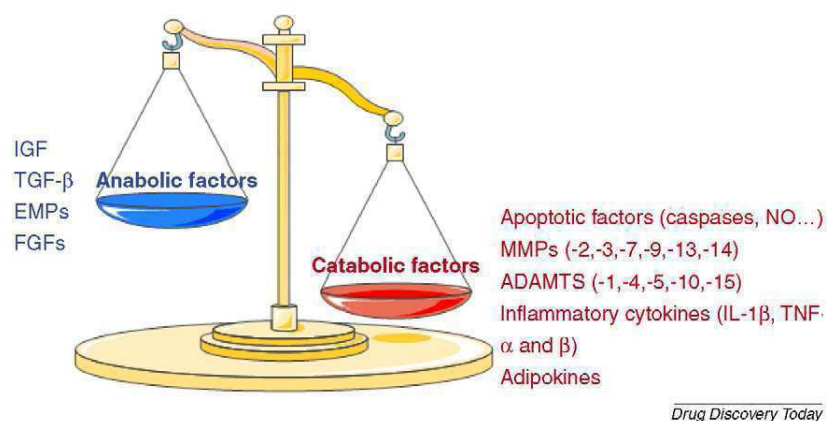 IGF
TGF-β
EMPs
FGFs
Anabolic factors
Catabolic factors
Apoptotic factors (caspases, NO...)
MMPs (-2,-3,-7,-9,-13,-14)
ADAMTS (-1,-4,-5,-10,-15)
Inflammatory cytokines (IL-1β, TNF-
α and β)
Adipokines
Drug Discovery Today